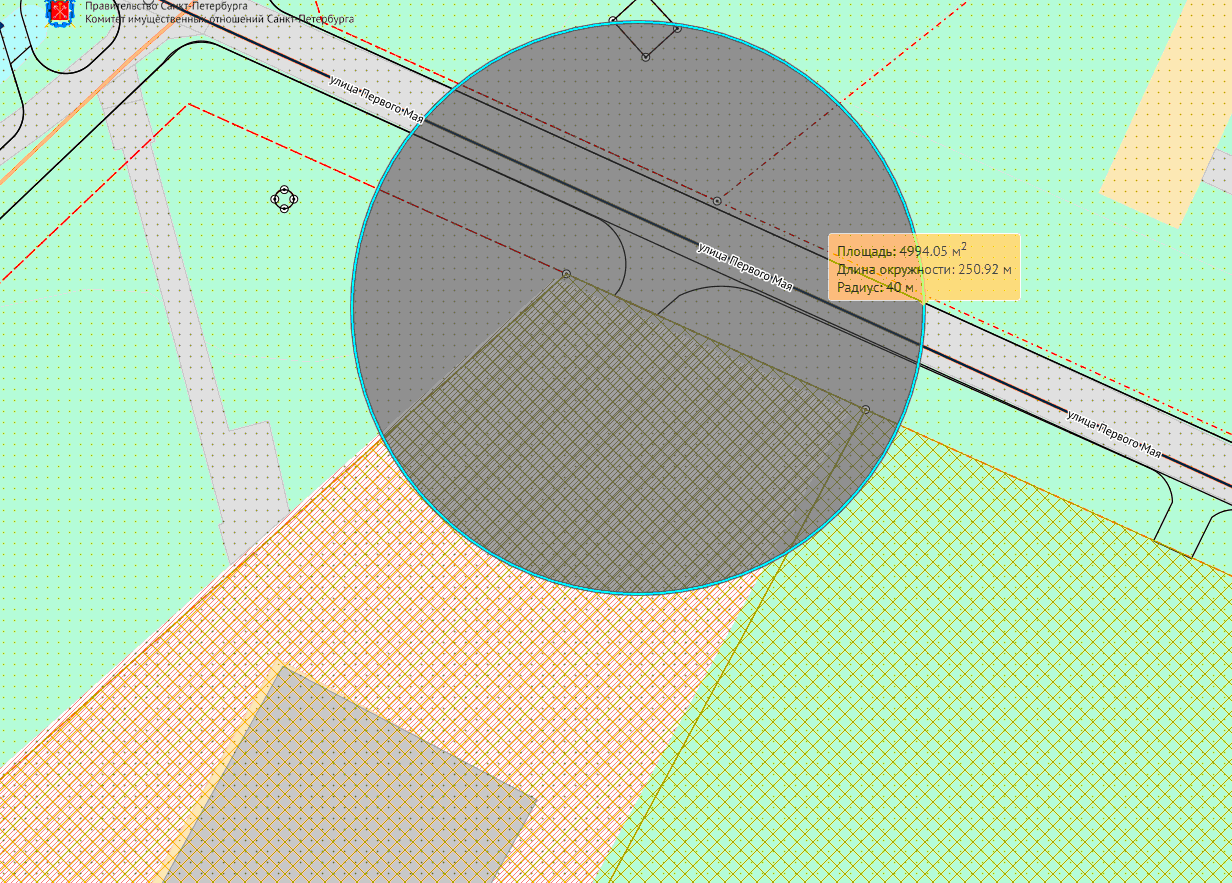 Правительство Санкт-Петербурга
Комитет имущественных отношений Санкт-Петербурга
улица Первого Мая
улица Первого Мая
Площадь: 4994.05 м²
Длина окружности: 250.92 м
Радиус: 40 м
улица Первого Мая